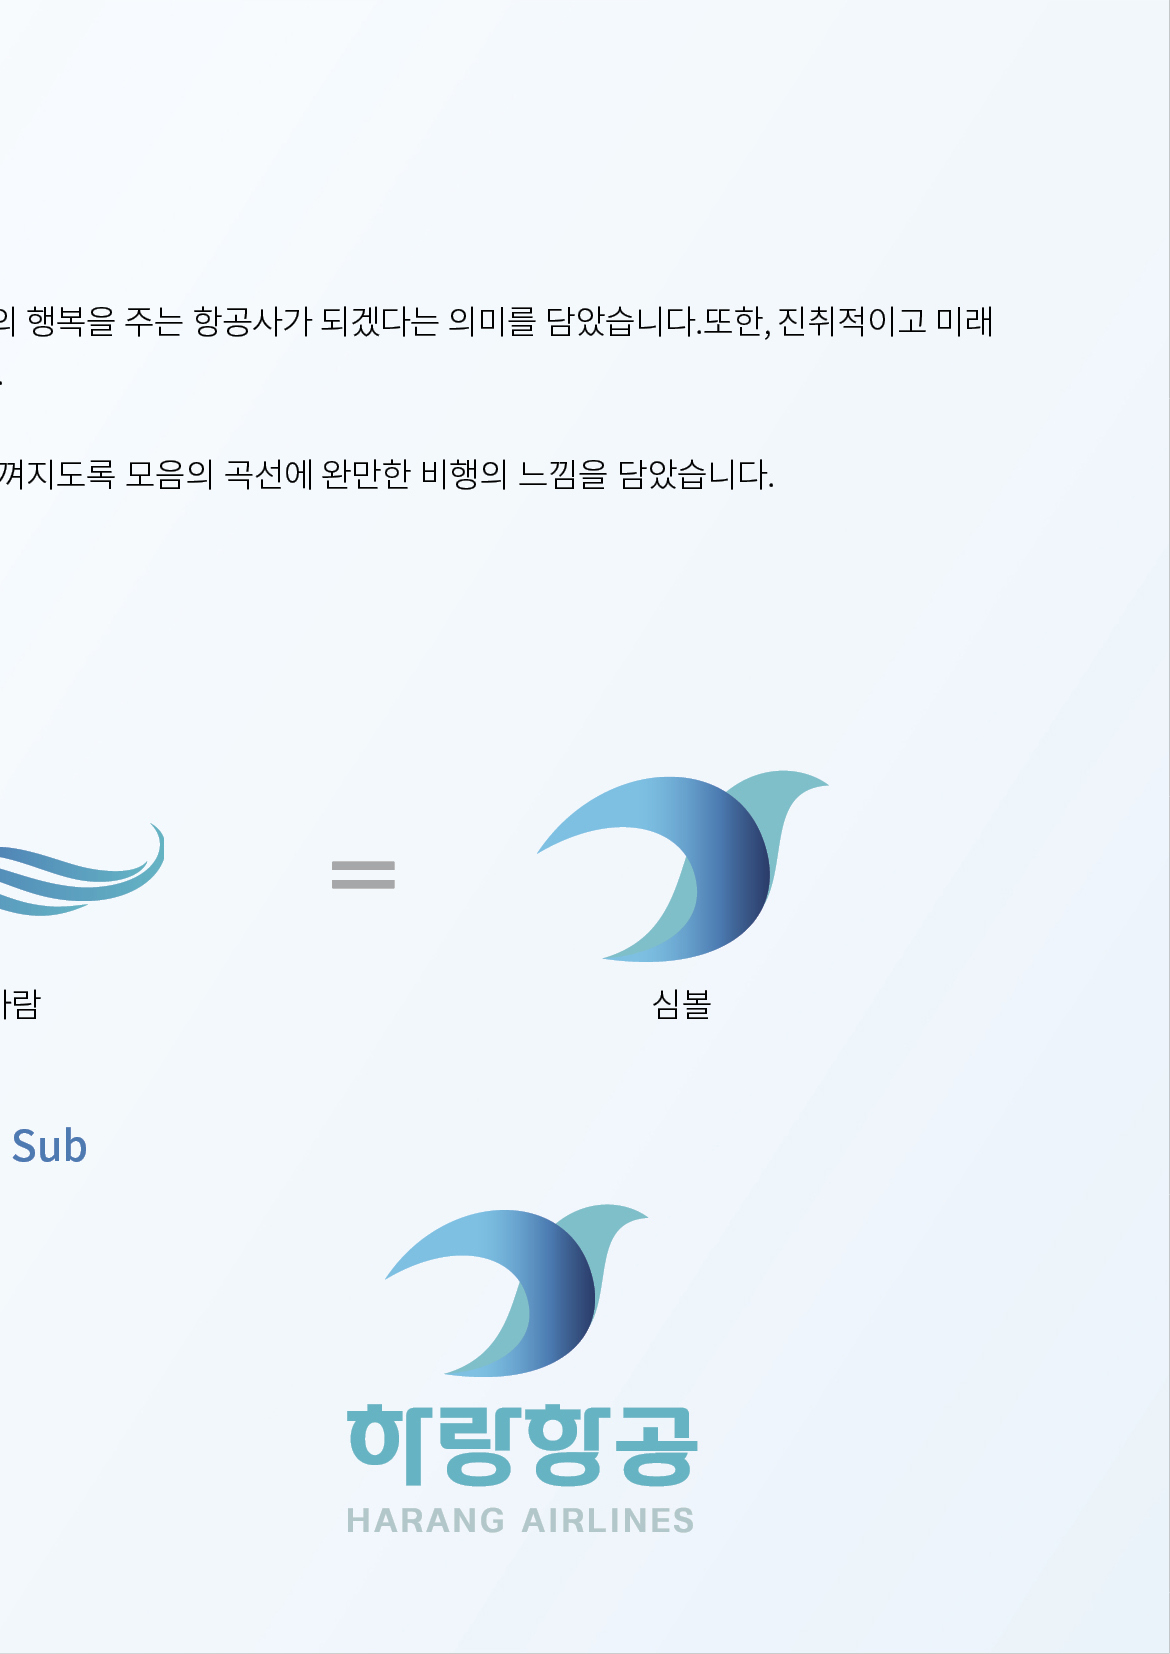 의 행복을 주는 항공사가 되겠다는 의미를 담았습니다.또한, 진취적이고 미래
.
껴지도록 모음의 곡선에 완만한 비행의 느낌을 담았습니다.
람
심볼
Sub
하랑항공
HARANG AIRLINES